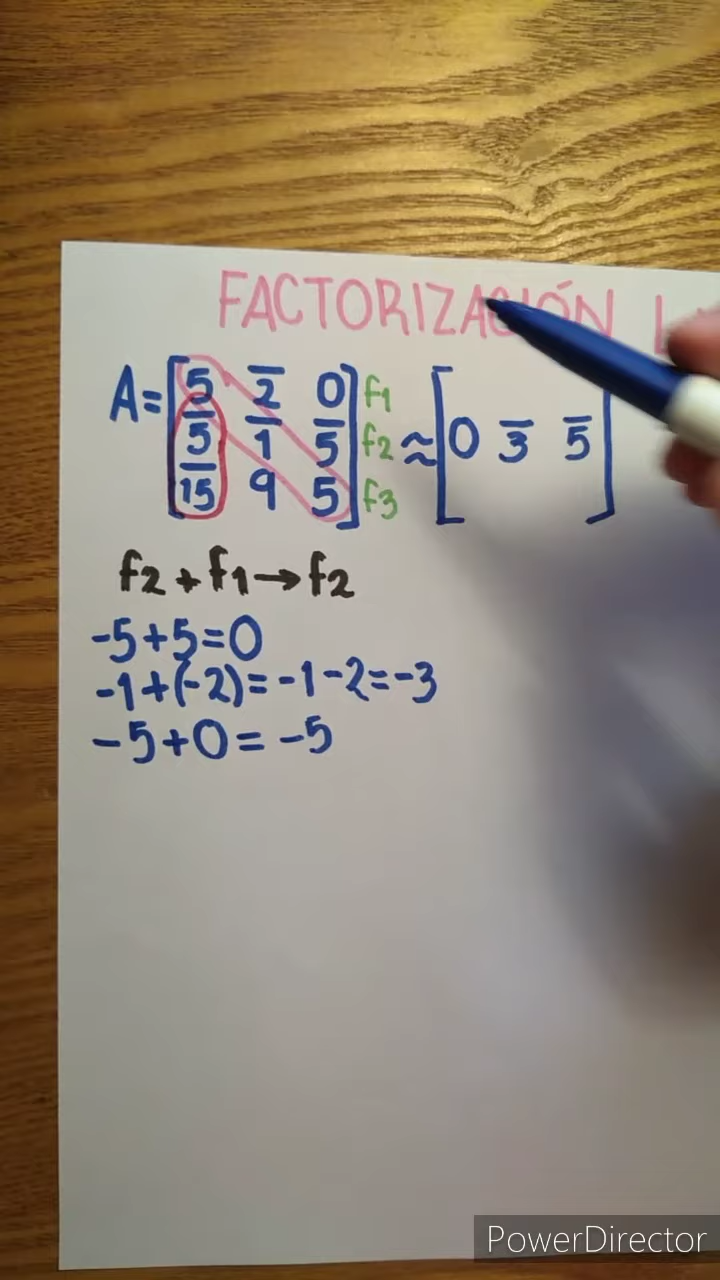 FACTORIZACIÓN L
A = [5 -2 0] f1
[-5 -1 -5] f2 ≈ [0 -3 -5]
[-15 9 5] f3
f2 + f1 → f2
-5+5=0
-1+(-2)=-1-2=-3
-5+0=-5
PowerDirector